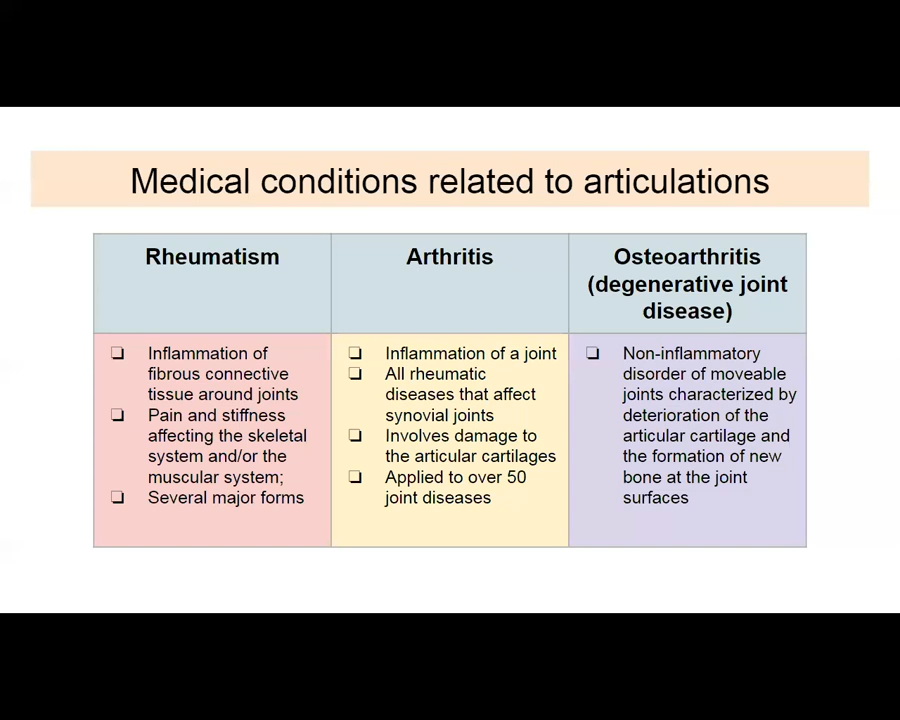 Medical conditions related to articulations
Rheumatism
Arthritis
Osteoarthritis
(degenerative joint
disease)
Inflammation of
fibrous connective
tissue around joints
Pain and stiffness
affecting the skeletal
system and/or the
muscular system;
Several major forms
Inflammation of a joint
All rheumatic
diseases that affect
synovial joints
Involves damage to
the articular cartilages
Applied to over 50
joint diseases
Non-inflammatory
disorder of moveable
joints characterized by
deterioration of the
articular cartilage and
the formation of new
bone at the joint
surfaces